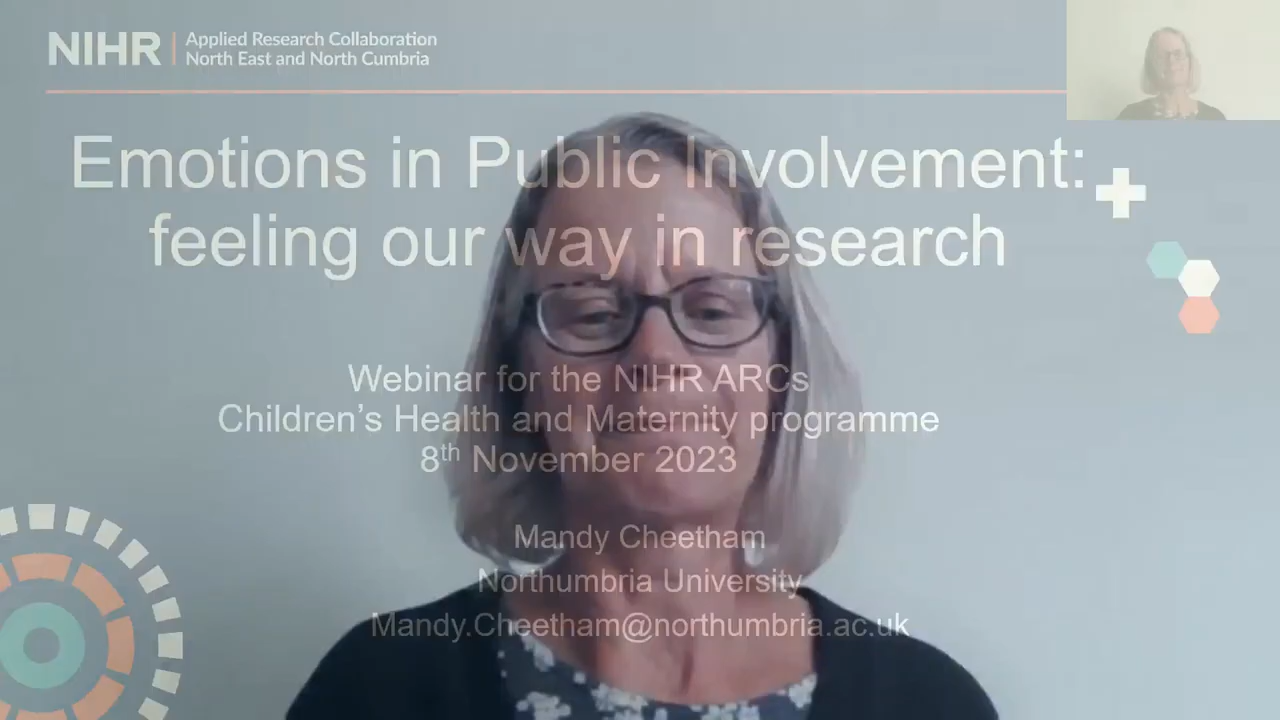 NIHR
Applied Research Collaboration
North East and North Cumbria
Emotions in Public Involvement:
feeling our way in research
Webinar for the NIHR ARCs
Children's Health and Maternity programme
8th November 2023
Mandy Cheetham
Northumbria University
Mandy.Cheetham@northumbria.ac.uk